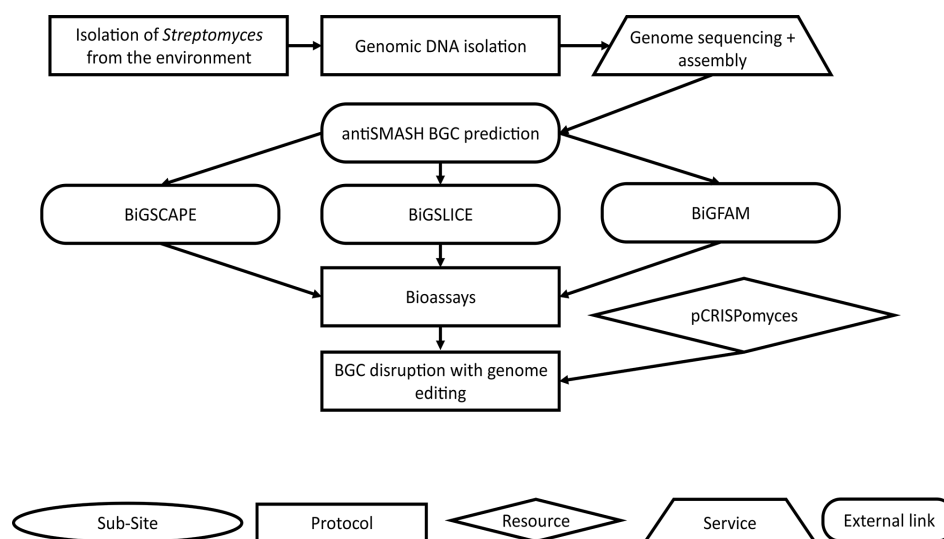 Isolation of Streptomyces
from the environment
Genomic DNA isolation
Genome sequencing +
assembly
antiSMASH BGC prediction
BiGSCAPE
BiGSLICE
BiGFAM
Bioassays
pCRISPomyces
BGC disruption with genome
editing
Sub-Site
Protocol
Resource
Service
External link